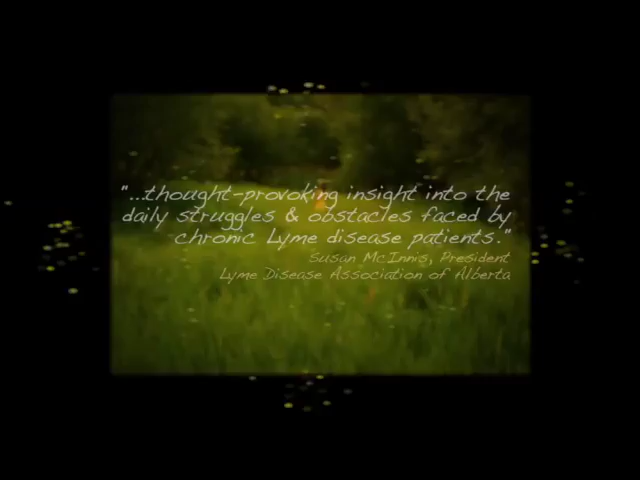 "...thought-provoking insight into the
daily struggles & obstacles faced by
chronic Lyme disease patients."
Susan McInnis, President
Lyme Disease Association of Alberta